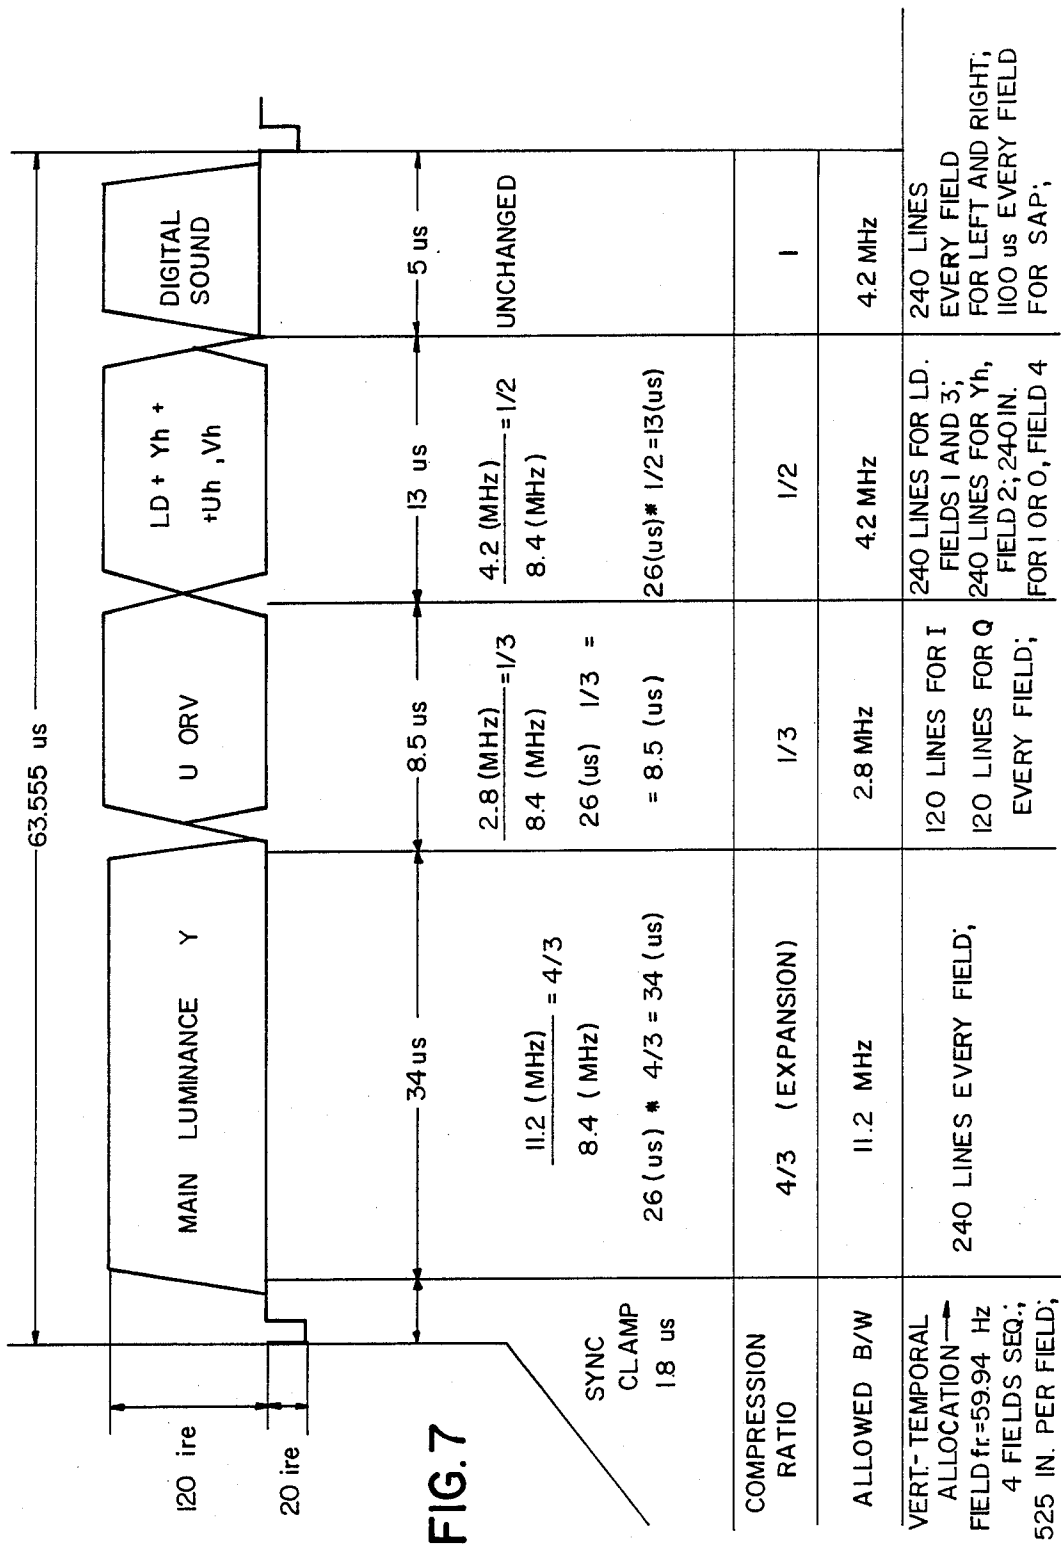 63.555 us
120 ire
20 ire
MAIN LUMINANCE Y
U ORV
LD + Yh +
+Uh, Vh
DIGITAL
SOUND
34us
8.5 us
13 us
5 us
FIG.7
SYNC
CLAMP
1.8 us
11.2 (MHz)
8.4 ( MHz)
= 4/3
26 (us) * 4/3 = 34 (us)
2.8 (MHz)
8.4 (MHz)
=1/3
26 (us) 1/3 =
= 8.5 (us)
4.2 (MHz)
8.4 (MHz)
=1/2
26(us)* 1/2=13(us)
UNCHANGED
COMPRESSION
RATIO
4/3 (EXPANSION)
1/3
1/2
1
ALLOWED B/W
11.2 MHz
2.8 MHz
4.2 MHz
4.2 MHz
VERT.- TEMPORAL
ALLOCATION
FIELD fr.=59.94 Hz
4 FIELDS SEQ.;
525 IN. PER FIELD;
240 LINES EVERY FIELD;
120 LINES FOR I
120 LINES FOR Q
EVERY FIELD;
240 LINES FOR LD.
FIELDS 1 AND 3;
240 LINES FOR Yh,
FIELD 2; 240 IN.
FOR I OR O, FIELD 4
240 LINES
EVERY FIELD
FOR LEFT AND RIGHT;
1100 us EVERY FIELD
FOR SAP;